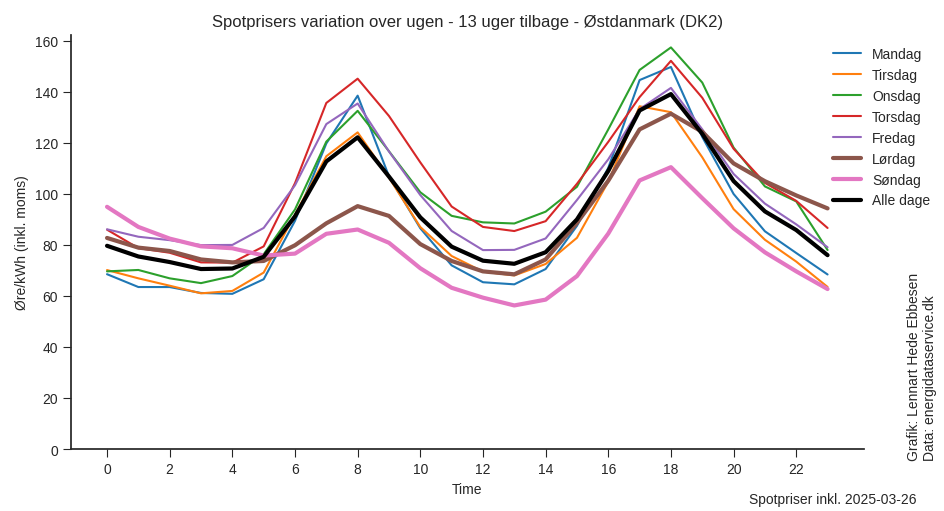 Spotprisers variation over ugen - 13 uger tilbage - Østdanmark (DK2)
160
140
120
100
80
60
40
20
0
Øre/kWh (inkl. moms)
0 2 4 6 8 10 12 14 16 18 20 22
Time
Mandag
Tirsdag
Onsdag
Torsdag
Fredag
Lørdag
Søndag
Alle dage
Grafik: Lennart Hede Ebbesen
Data: energidataservice.dk
Spotpriser inkl. 2025-03-26